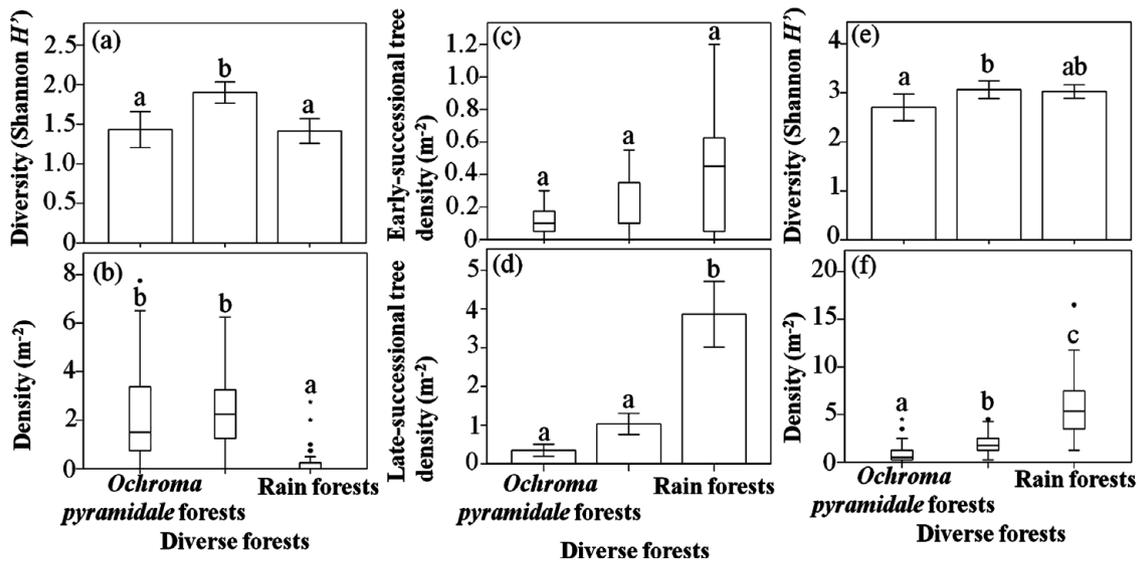 (a)
Diversity (Shannon H')
2.5
2.0
1.5
1.0
0.5
0
a
b
a
(b)
Density (m-2)
8
6
4
2
0
b
b
a
Ochroma
pyramidale forests
Rain forests
Diverse forests
(c)
Early-successional tree
density (m-2)
1.2
1.0
0.8
0.6
0.4
0.2
0
a
a
a
(d)
Late-successional tree
density (m-2)
5
4
3
2
1
0
a
a
b
Ochroma
pyramidale forests
Rain forests
Diverse forests
(e)
Diversity (Shannon H')
4
3
2
1
0
a
b
ab
(f)
Density (m-2)
20
15
10
5
0
a
b
c
Ochroma
pyramidale forests
Rain forests
Diverse forests